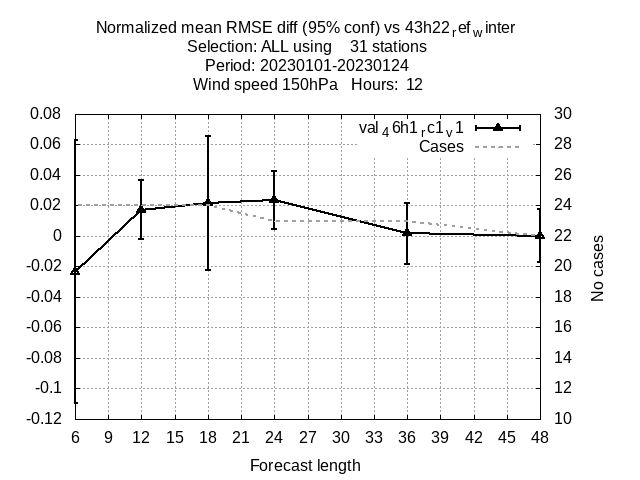 Normalized mean RMSE diff (95% conf) vs 43h22ref winter
Selection: ALL using 31 stations
Period: 20230101-20230124
Wind speed 150hPa Hours: 12
val46h1rc1v1
Cases
0.08
0.06
0.04
0.02
0
-0.02
-0.04
-0.06
-0.08
-0.1
-0.12
30
28
26
24
22
20
18
16
14
12
10
No cases
6 9 12 15 18 21 24 27 30 33 36 39 42 45 48
Forecast length